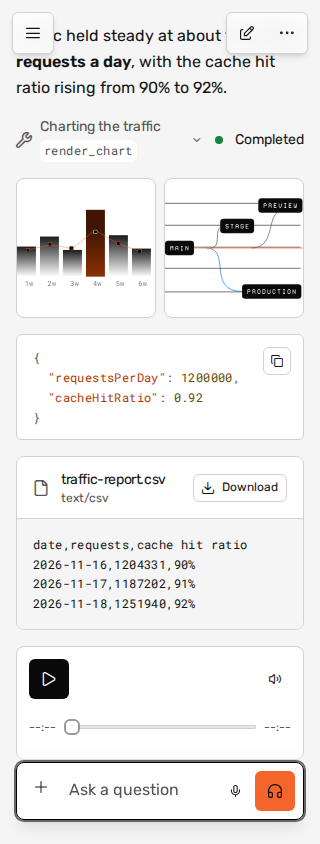 c held steady at about
requests a day, with the cache hit
ratio rising from 90% to 92%.
Charting the traffic
render_chart
Completed
1w 2w 3w 4w 5w 6w
PREVIEW
STAGE
MAIN
PRODUCTION
{
"requestsPerDay": 1200000,
"cacheHitRatio": 0.92
}
traffic-report.csv
text/csv
Download
date,requests,cache hit ratio
2026-11-16,1204331,90%
2026-11-17,1187202,91%
2026-11-18,1251940,92%
--:-- --:--
Ask a question